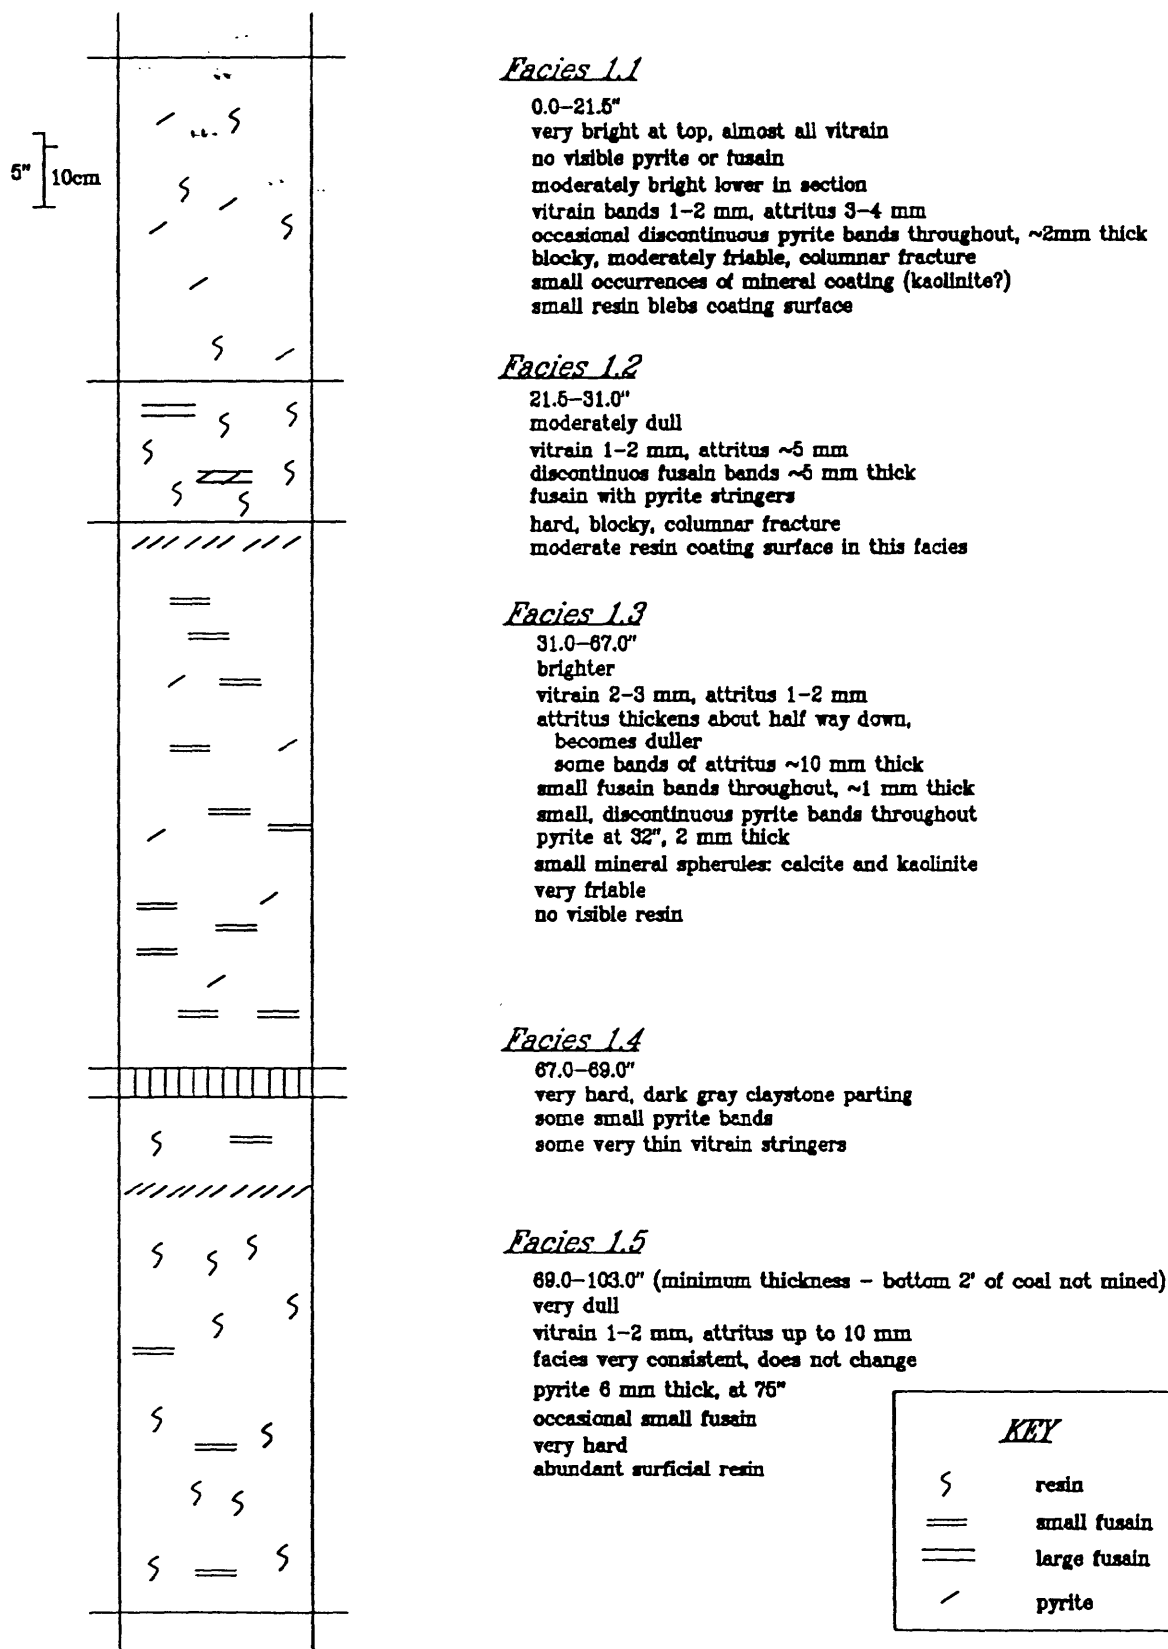 5" 10cm
Facies 1.1
0.0-21.5"
very bright at top, almost all vitrain
no visible pyrite or fusain
moderately bright lower in section
vitrain bands 1-2 mm, attritus 3-4 mm
occasional discontinuous pyrite bands throughout, ~2mm thick
blocky, moderately friable, columnar fracture
small occurrences of mineral coating (kaolinite?)
small resin blebs coating surface
Facies 1.2
21.5-31.0"
moderately dull
vitrain 1-2 mm, attritus ~5 mm
discontinuos fusain bands ~5 mm thick
fusain with pyrite stringers
hard, blocky, columnar fracture
moderate resin coating surface in this facies
Facies 1.3
31.0-67.0"
brighter
vitrain 2-3 mm, attritus 1-2 mm
attritus thickens about half way down,
becomes duller
some bands of attritus ~10 mm thick
small fusain bands throughout, ~1 mm thick
small, discontinuous pyrite bands throughout
pyrite at 32", 2 mm thick
small mineral spherules: calcite and kaolinite
very friable
no visible resin
Facies 1.4
67.0-69.0"
very hard, dark gray claystone parting
some small pyrite bands
some very thin vitrain stringers
Facies 1.5
69.0-103.0" (minimum thickness - bottom 2' of coal not mined)
very dull
vitrain 1-2 mm, attritus up to 10 mm
facies very consistent, does not change
pyrite 6 mm thick, at 75"
occasional small fusain
very hard
abundant surficial resin
KEY
resin
small fusain
large fusain
pyrite